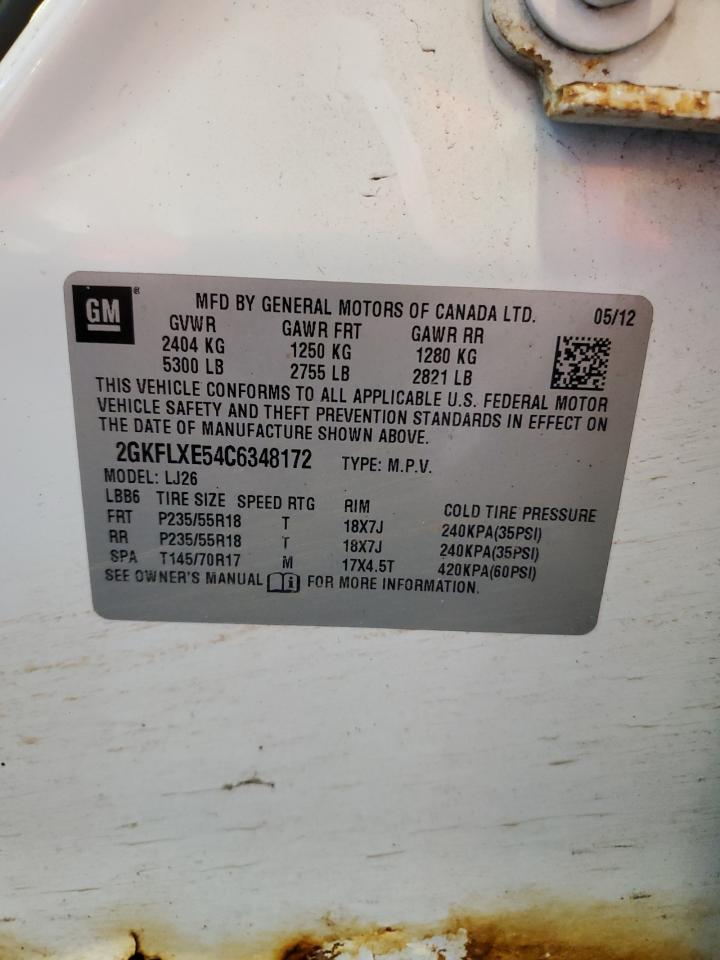 GM ®
MFD BY GENERAL MOTORS OF CANADA LTD. 05/12
GVWR GAWR FRT GAWR RR
2404 KG 1250 KG 1280 KG
5300 LB 2755 LB 2821 LB
THIS VEHICLE CONFORMS TO ALL APPLICABLE U.S. FEDERAL MOTOR
VEHICLE SAFETY AND THEFT PREVENTION STANDARDS IN EFFECT ON
THE DATE OF MANUFACTURE SHOWN ABOVE.
2GKFLXE54C6348172 TYPE: M.P.V.
MODEL: LJ26
LBB6 TIRE SIZE SPEED RTG RIM COLD TIRE PRESSURE
FRT P235/55R18 T 18X7J 240KPA(35PSI)
RR P235/55R18 T 18X7J 240KPA(35PSI)
SPA T145/70R17 M 17X4.5T 420KPA(60PSI)
SEE OWNER'S MANUAL FOR MORE INFORMATION.